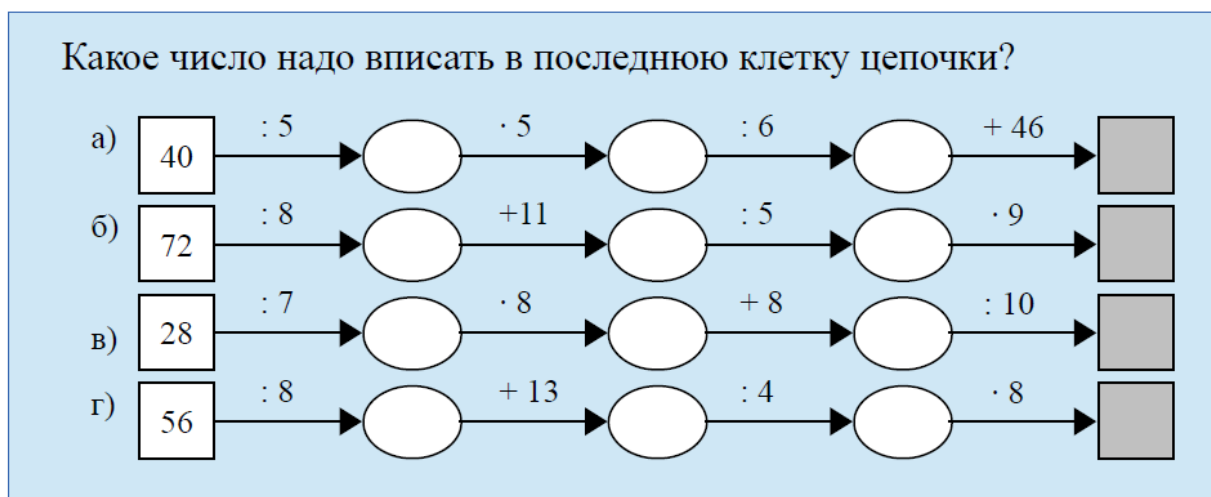 Какое число надо вписать в последнюю клетку цепочки?
а) 40 : 5 · 5 : 6 + 46
б) 72 : 8 +11 : 5 · 9
в) 28 : 7 · 8 + 8 : 10
г) 56 : 8 + 13 : 4 · 8